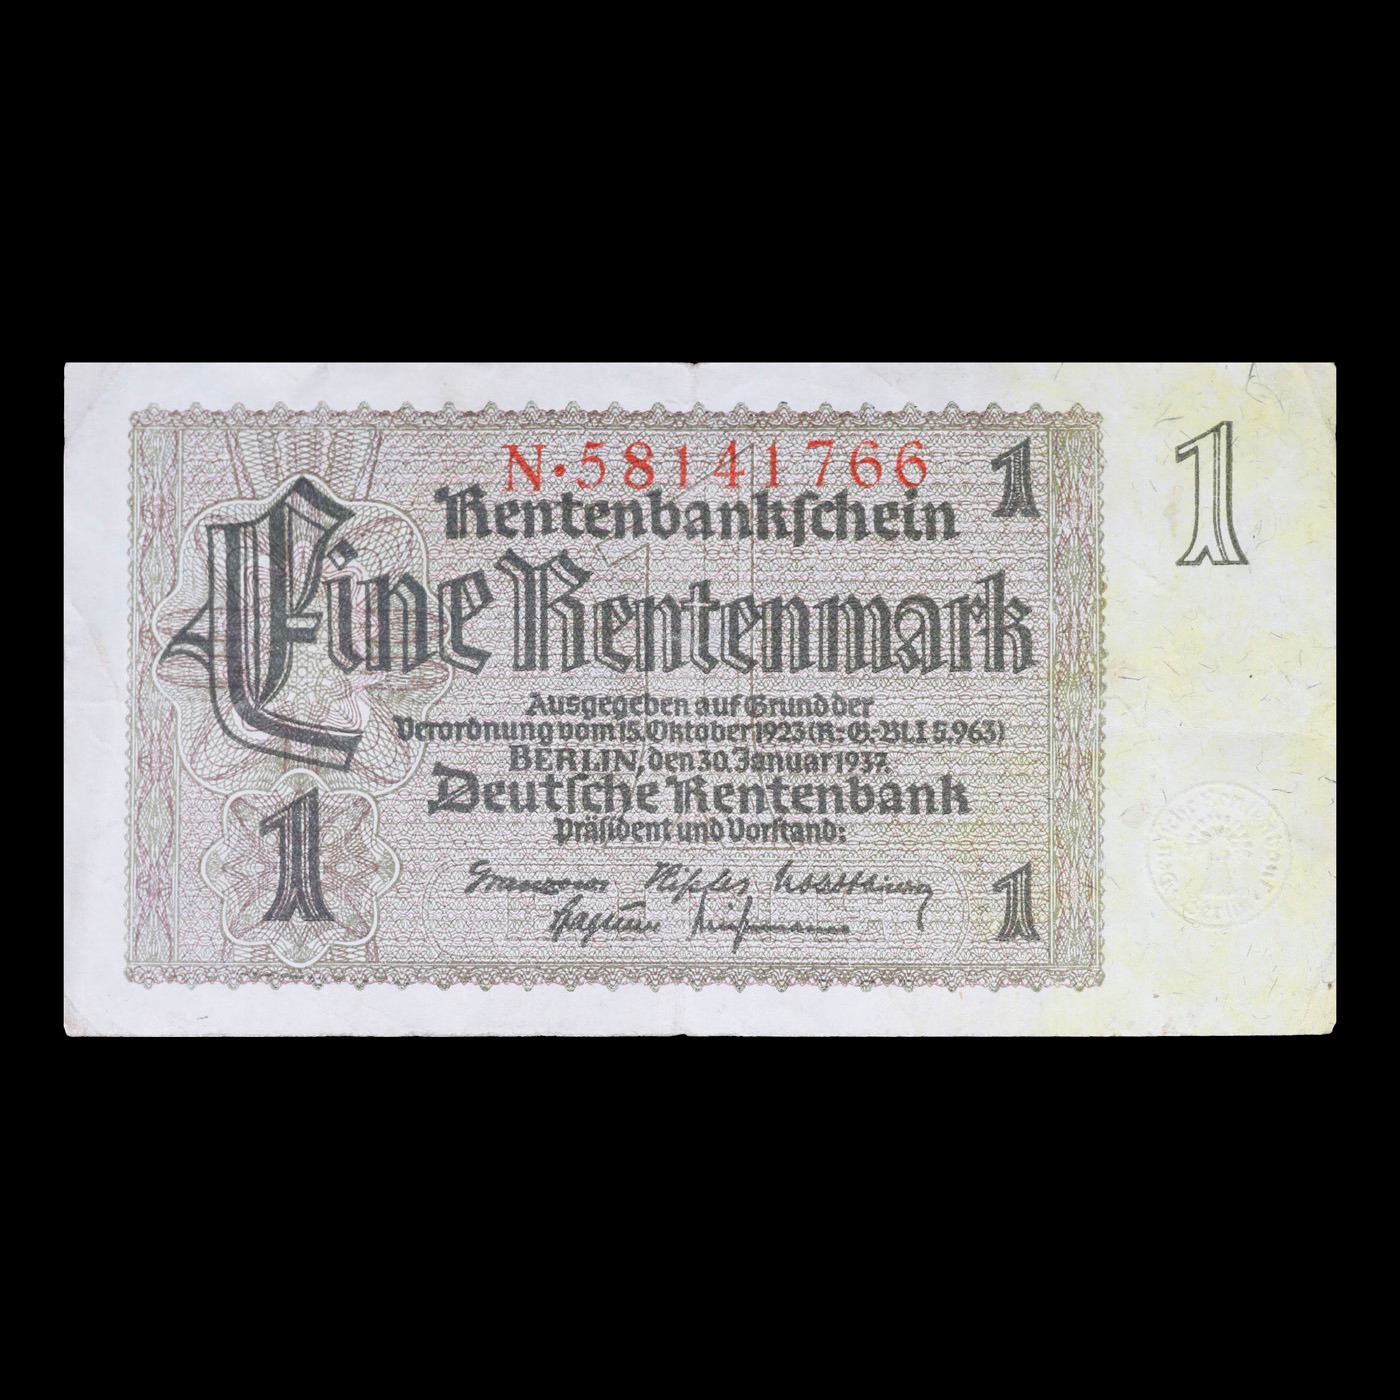 N·58141766
Rentenbankschein
1
1
Eine Rentenmark
Ausgegeben auf Grund der
Verordnung vom 15. Oktober 1923 (R.-G.-Bl. I S. 963)
BERLIN, den 30. Januar 1937.
Deutsche Rentenbank
Präsident und Vorstand:
1
1